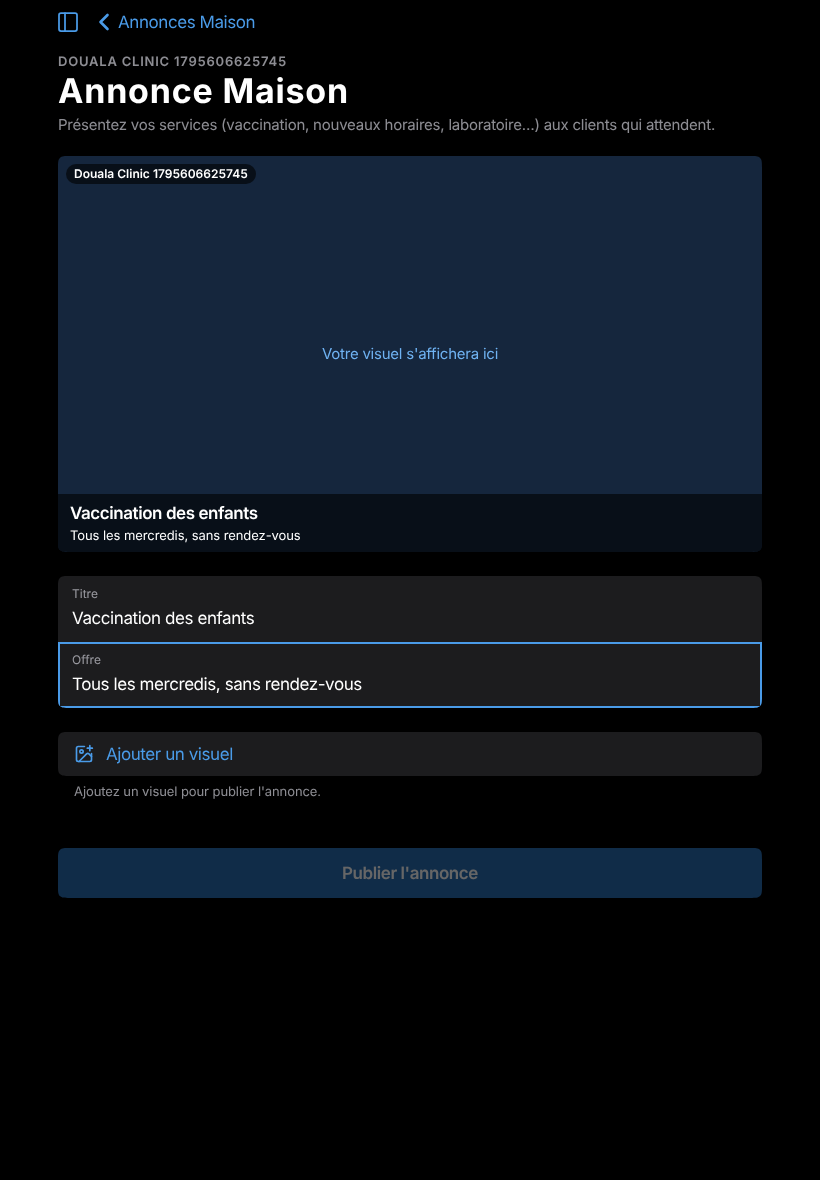 Annonces Maison
DOUALA CLINIC 1795606625745
Annonce Maison
Présentez vos services (vaccination, nouveaux horaires, laboratoire…) aux clients qui attendent.
Douala Clinic 1795606625745
Votre visuel s'affichera ici
Vaccination des enfants
Tous les mercredis, sans rendez-vous
Titre
Vaccination des enfants
Offre
Tous les mercredis, sans rendez-vous
Ajouter un visuel
Ajoutez un visuel pour publier l'annonce.
Publier l'annonce